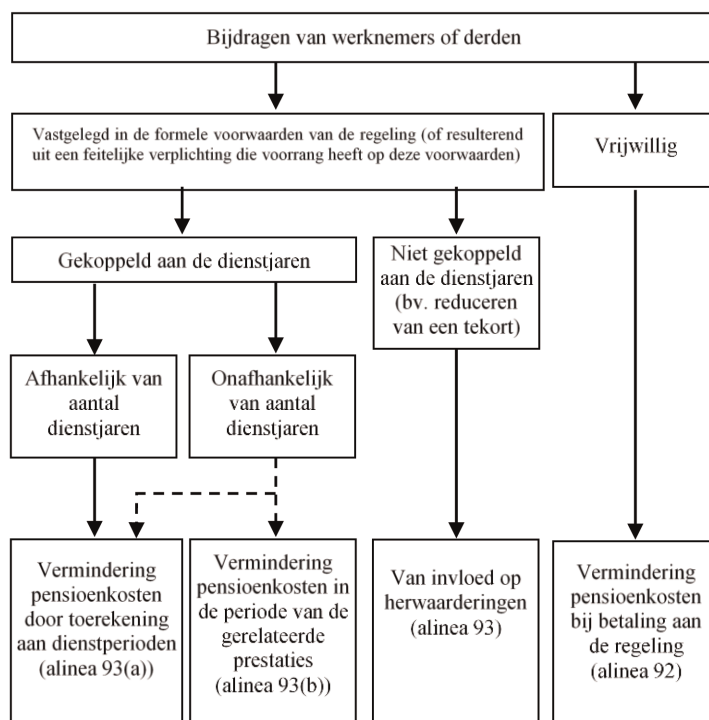 Bijdragen van werknemers of derden
Vastgelegd in de formele voorwaarden van de regeling (of resulterend
uit een feitelijke verplichting die voorrang heeft op deze voorwaarden)
Vrijwillig
Gekoppeld aan de dienstjaren
Niet gekoppeld
aan de dienstjaren
(bv. reduceren
van een tekort)
Afhankelijk van
aantal
dienstjaren
Onafhankelijk
van aantal
dienstjaren
Vermindering
pensioenkosten
door toerekening
aan dienstperioden
(alinea 93(a))
Vermindering
pensioenkosten in
de periode van de
gerelateerde
prestaties
(alinea 93(b))
Van invloed op
herwaarderingen
(alinea 93)
Vermindering
pensioenkosten
bij betaling aan
de regeling
(alinea 92)